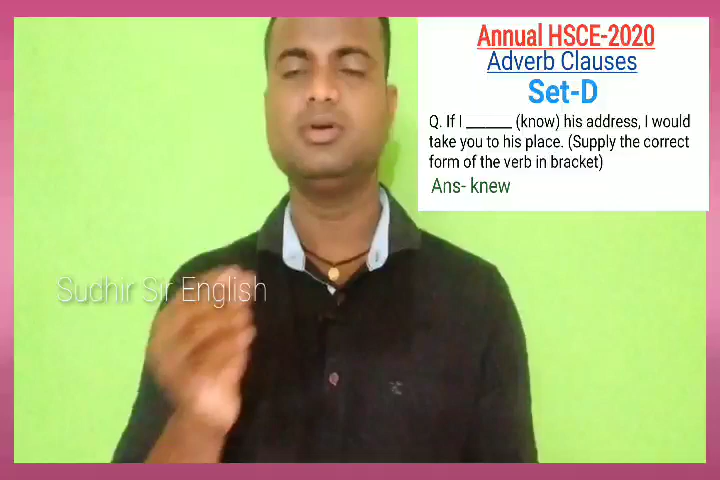 Annual HSCE-2020
Adverb Clauses
Set-D
Q. If I ______ (know) his address, I would
take you to his place. (Supply the correct
form of the verb in bracket)
Ans- knew
Sudhir Sir English